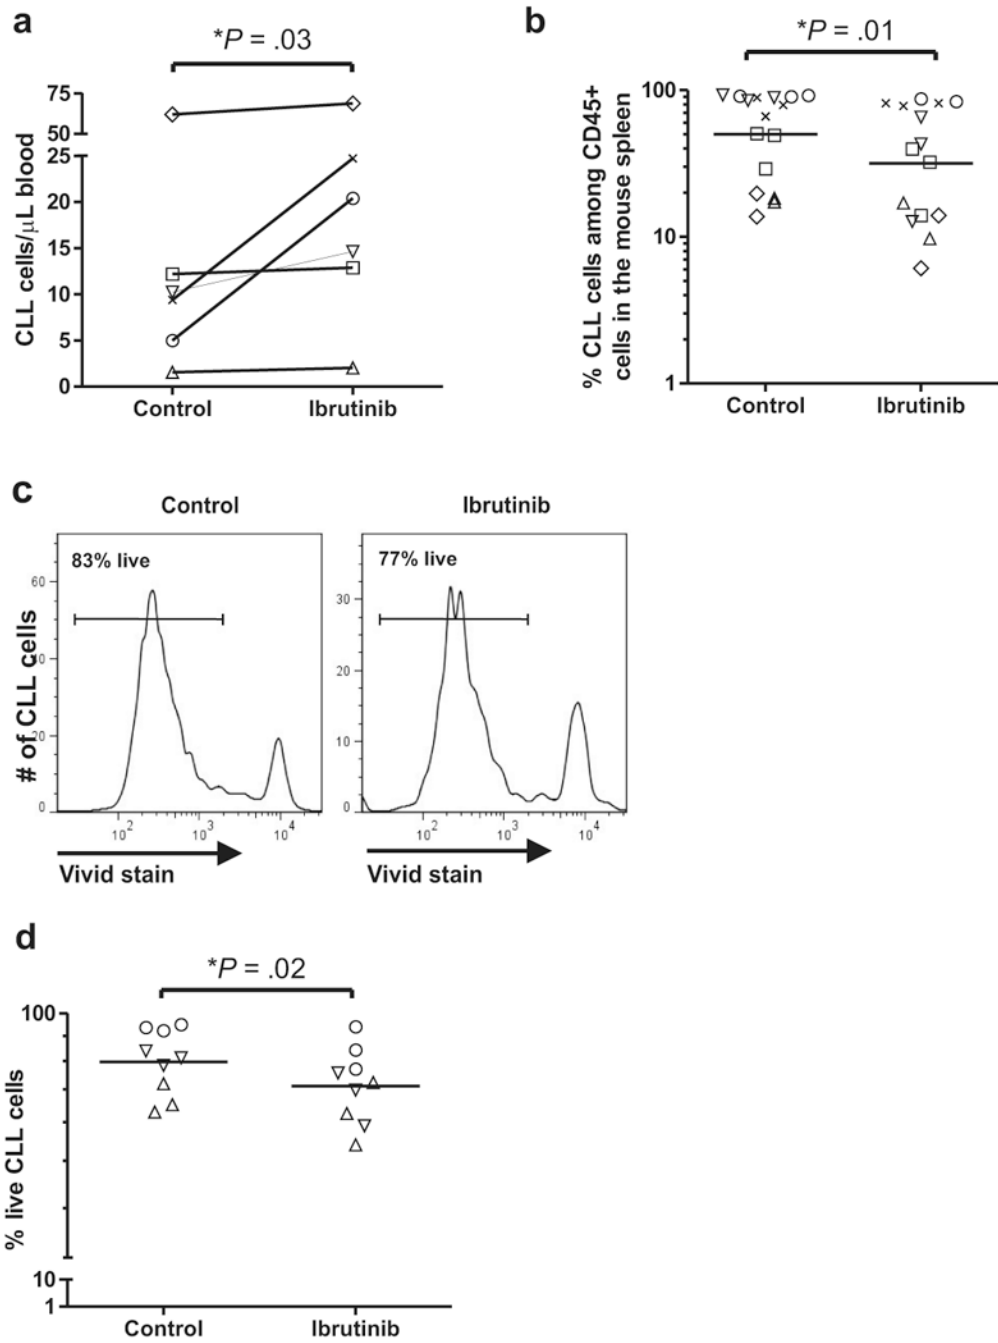 a
*P = .03
75
50
25
20
15
10
5
0
CLL cells/μL blood
Control
Ibrutinib
b
*P = .01
100
10
1
% CLL cells among CD45+
cells in the mouse spleen
Control
Ibrutinib
c
Control
83% live
60
40
20
0
# of CLL cells
10²
10³
10⁴
Vivid stain
Ibrutinib
77% live
30
20
10
0
10²
10³
10⁴
Vivid stain
d
*P = .02
100
10
1
% live CLL cells
Control
Ibrutinib